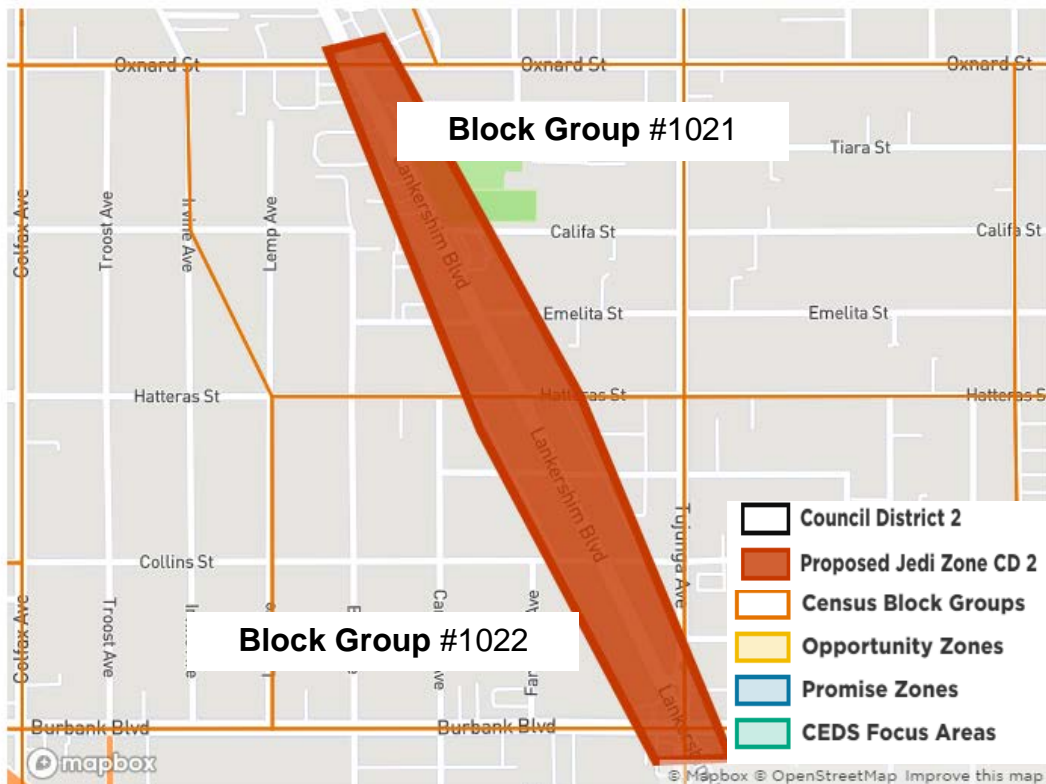 Oxnard St
Oxnard St
Oxnard St
Block Group #1021
Tiara St
Lankershim Blvd
Colfax Ave
Troost Ave
Irvine Ave
Lemp Ave
Califa St
Califa St
Emelita St
Emelita St
Hatteras St
Hatteras St
Hatteras S
Lankershim Blvd
Tujunga Ave
Collins St
Colfax Ave
Troost Ave
Block Group #1022
Burbank Blvd
Burbank Blvd
Council District 2
Proposed Jedi Zone CD 2
Census Block Groups
Opportunity Zones
Promise Zones
CEDS Focus Areas
mapbox
© Mapbox © OpenStreetMap Improve this map